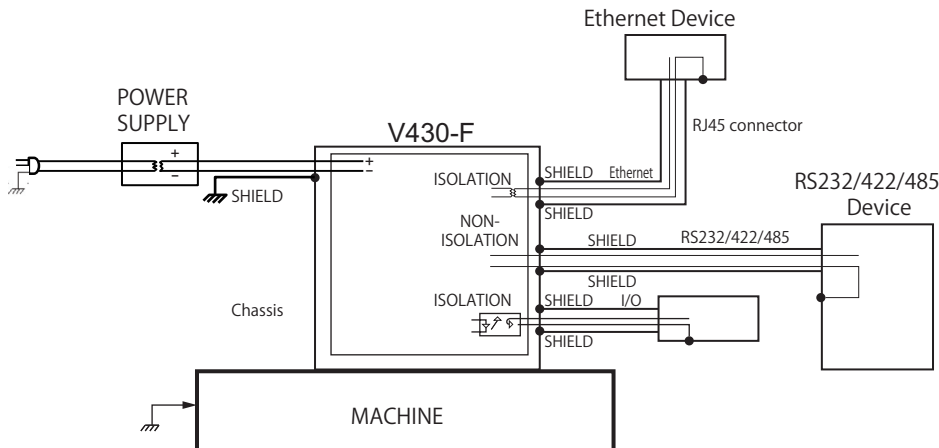 Ethernet Device
POWER
SUPPLY
+
−
V430-F
+
−
SHIELD
Chassis
RJ45 connector
ISOLATION
SHIELD Ethernet
SHIELD
RS232/422/485
Device
NON-
ISOLATION
SHIELD RS232/422/485
SHIELD
ISOLATION
SHIELD I/O
SHIELD
MACHINE